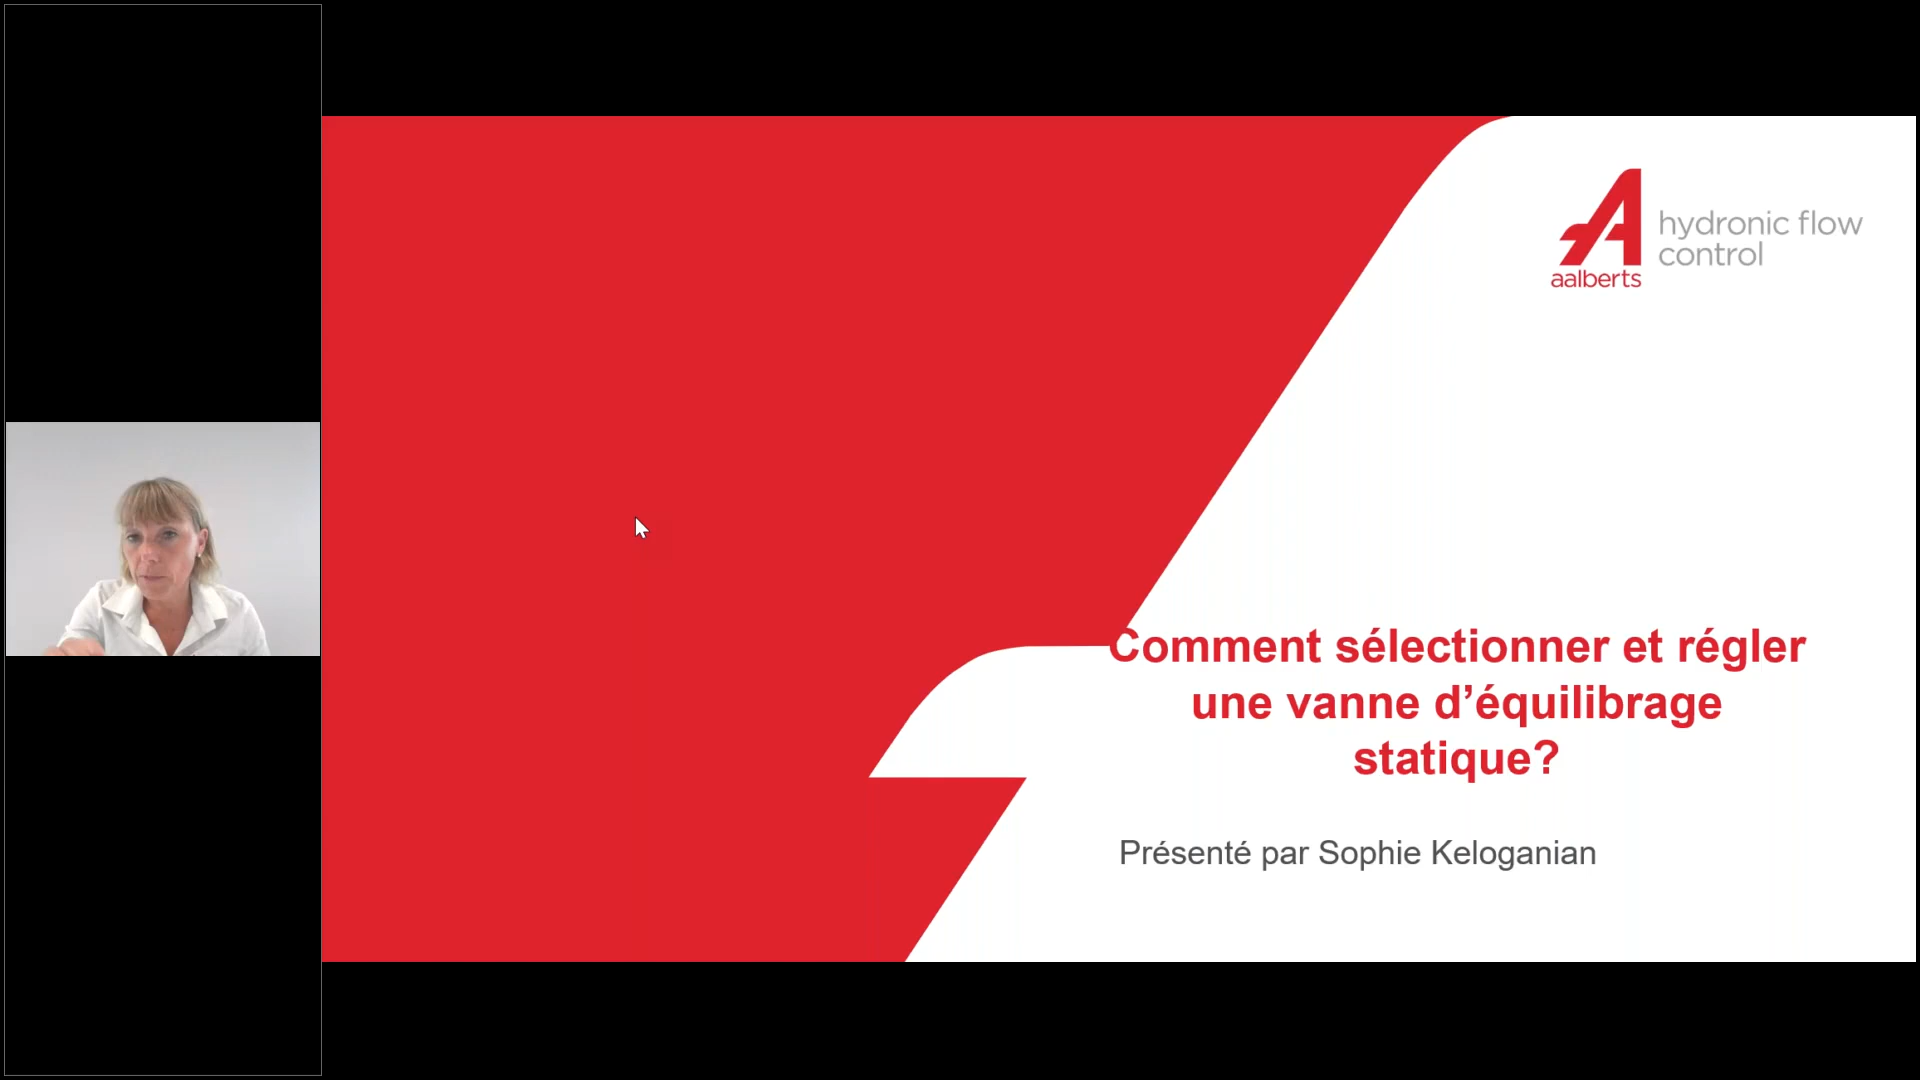 hydronic flow
control
aalberts
Comment sélectionner et régler
une vanne d’équilibrage
statique?
Présenté par Sophie Keloganian